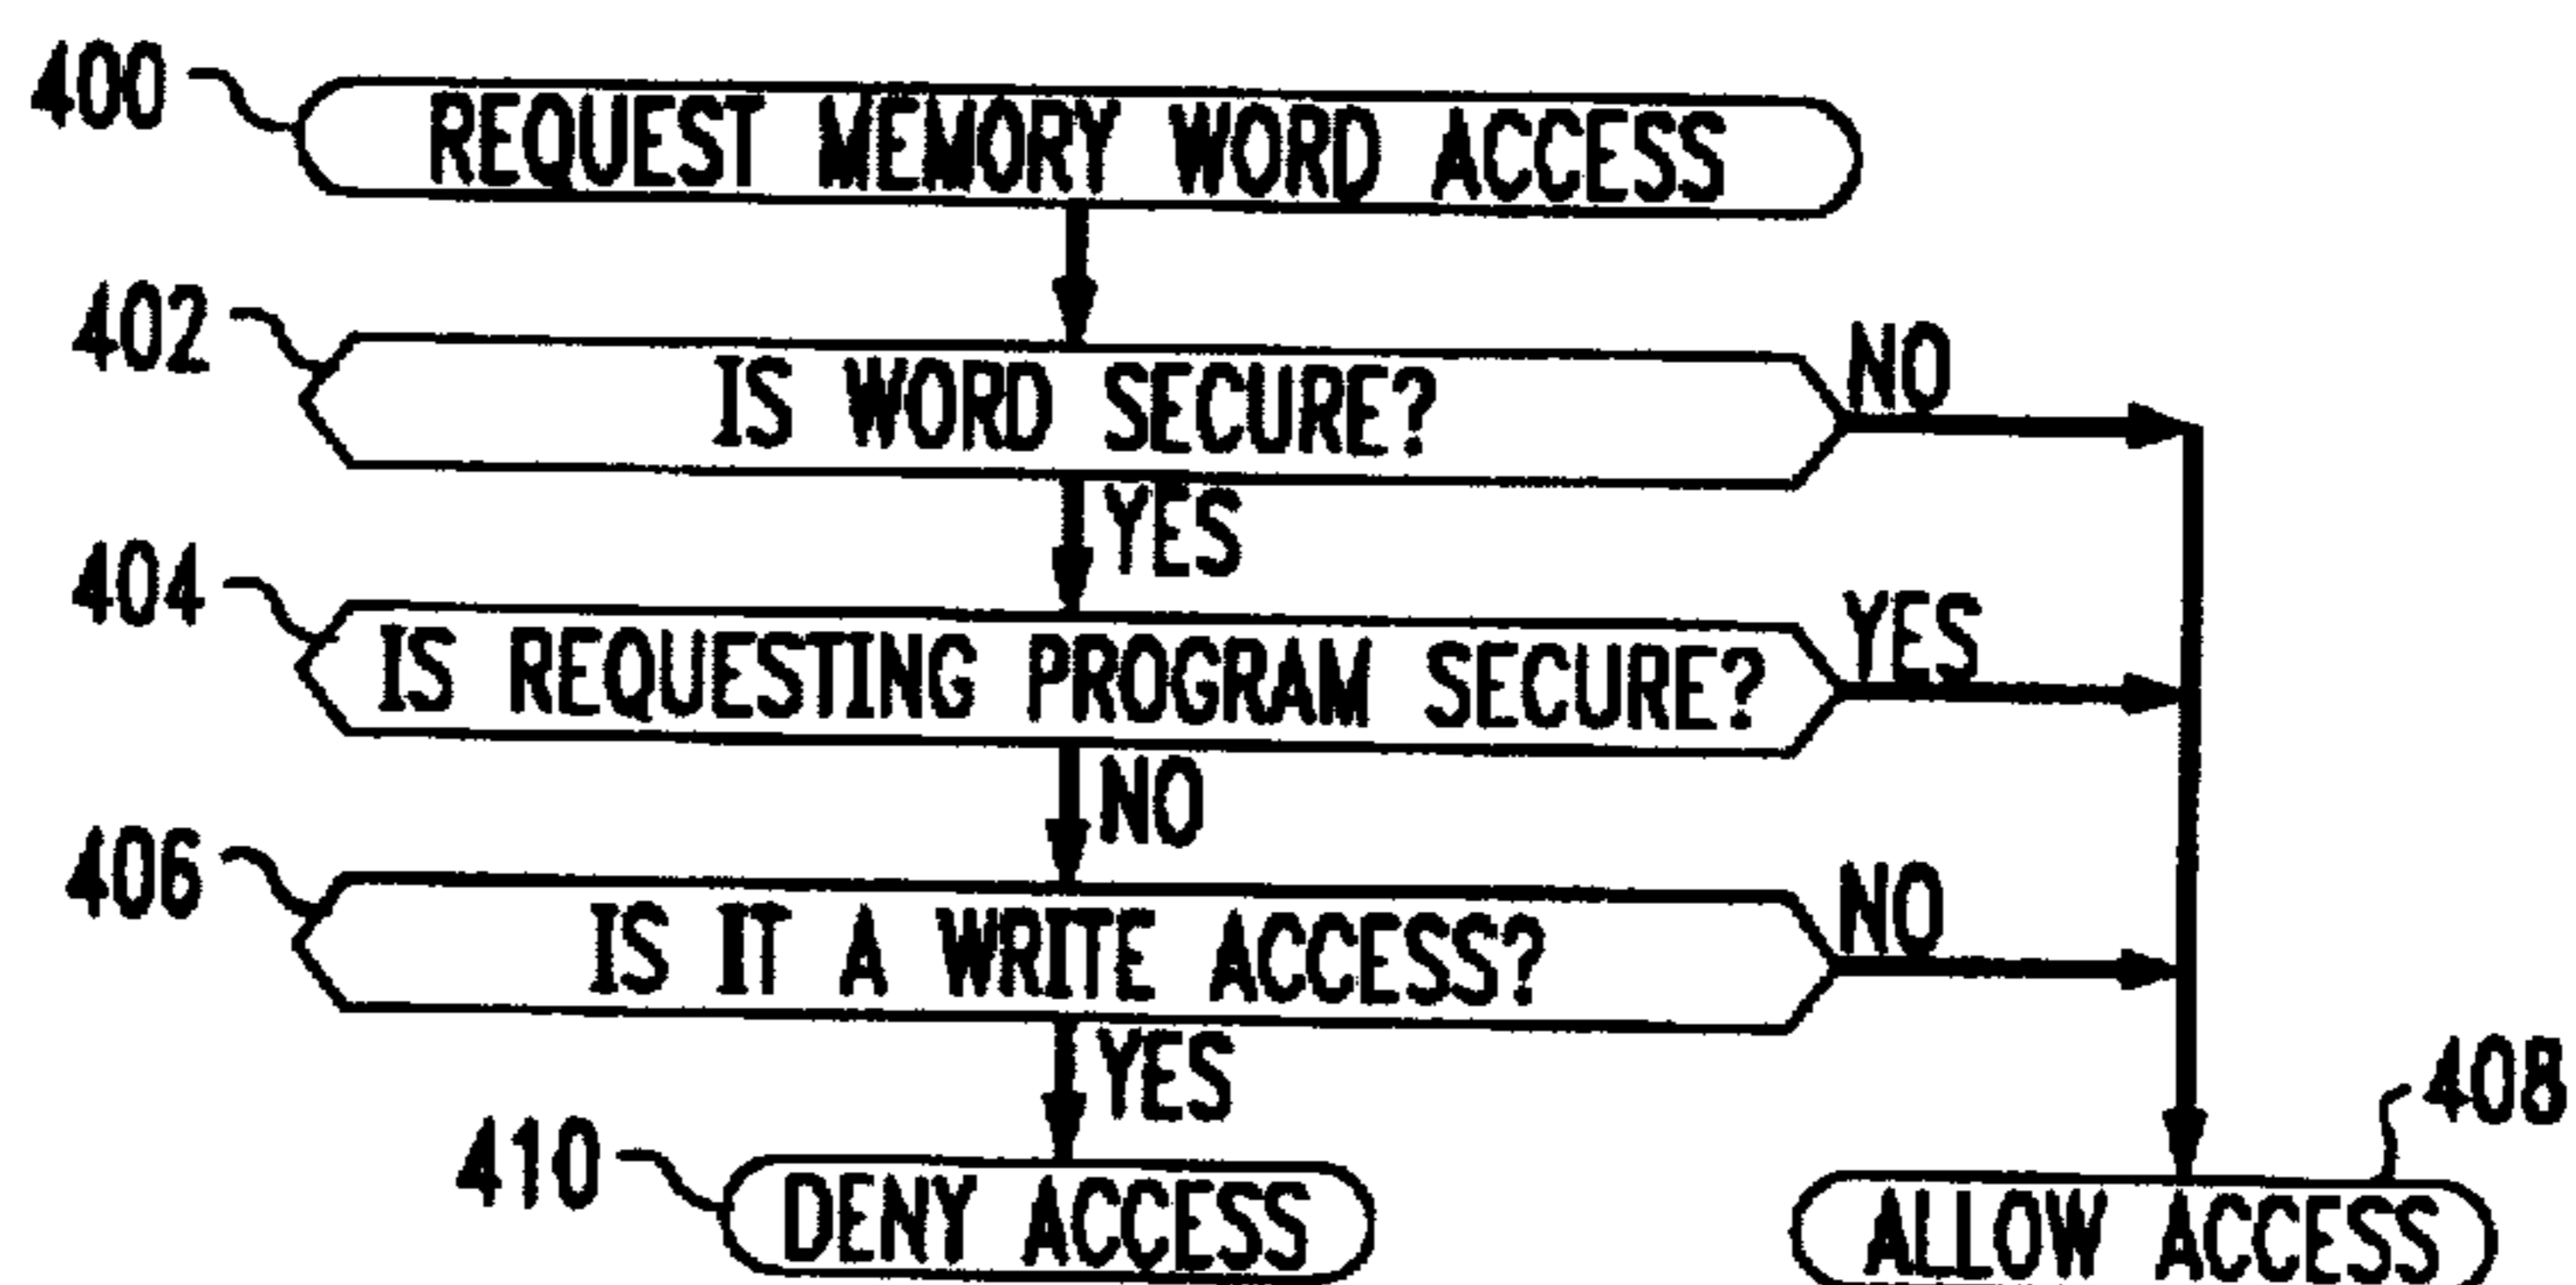 400 REQUEST MEMORY WORD ACCESS
402 IS WORD SECURE? NO
YES
404 IS REQUESTING PROGRAM SECURE? YES
NO
406 IS IT A WRITE ACCESS? NO
YES
410 DENY ACCESS
408
ALLOW ACCESS